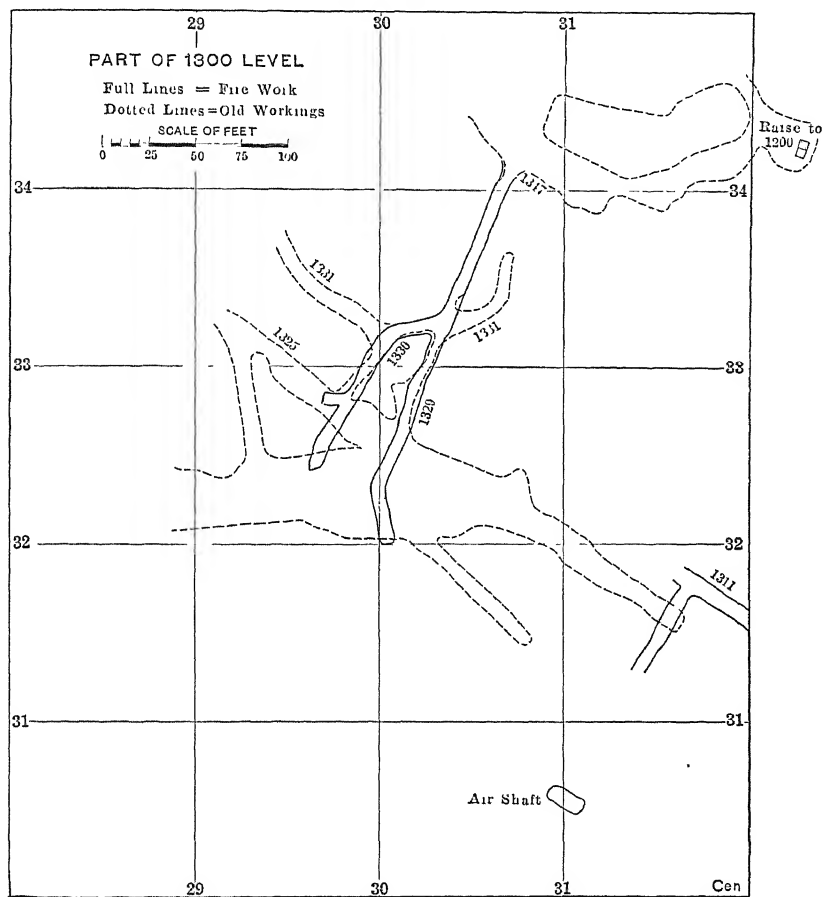 29 30 31
PART OF 1300 LEVEL
Full Lines = Fire Work
Dotted Lines=Old Workings
SCALE OF FEET
0 25 50 75 100
Raise to
1200
34 1317 34
1331
1325
33 1330 1331 33
1320
32 32
1311
31 31
Air Shaft
29 30 31 Cen